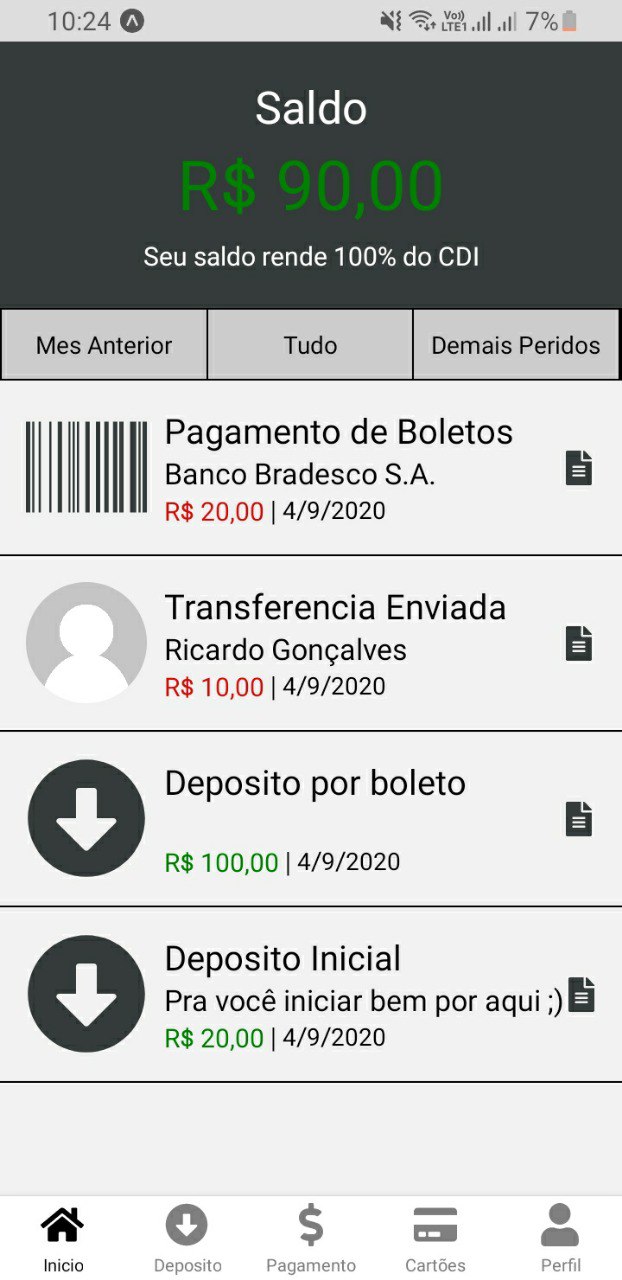 10:24
Vo)) LTE1 7%
Saldo
R$ 90,00
Seu saldo rende 100% do CDI
Mes Anterior Tudo Demais Peridos
Pagamento de Boletos
Banco Bradesco S.A.
R$ 20,00 | 4/9/2020
Transferencia Enviada
Ricardo Gonçalves
R$ 10,00 | 4/9/2020
Deposito por boleto
R$ 100,00 | 4/9/2020
Deposito Inicial
Pra você iniciar bem por aqui ;)
R$ 20,00 | 4/9/2020
Inicio Deposito Pagamento Cartões Perfil